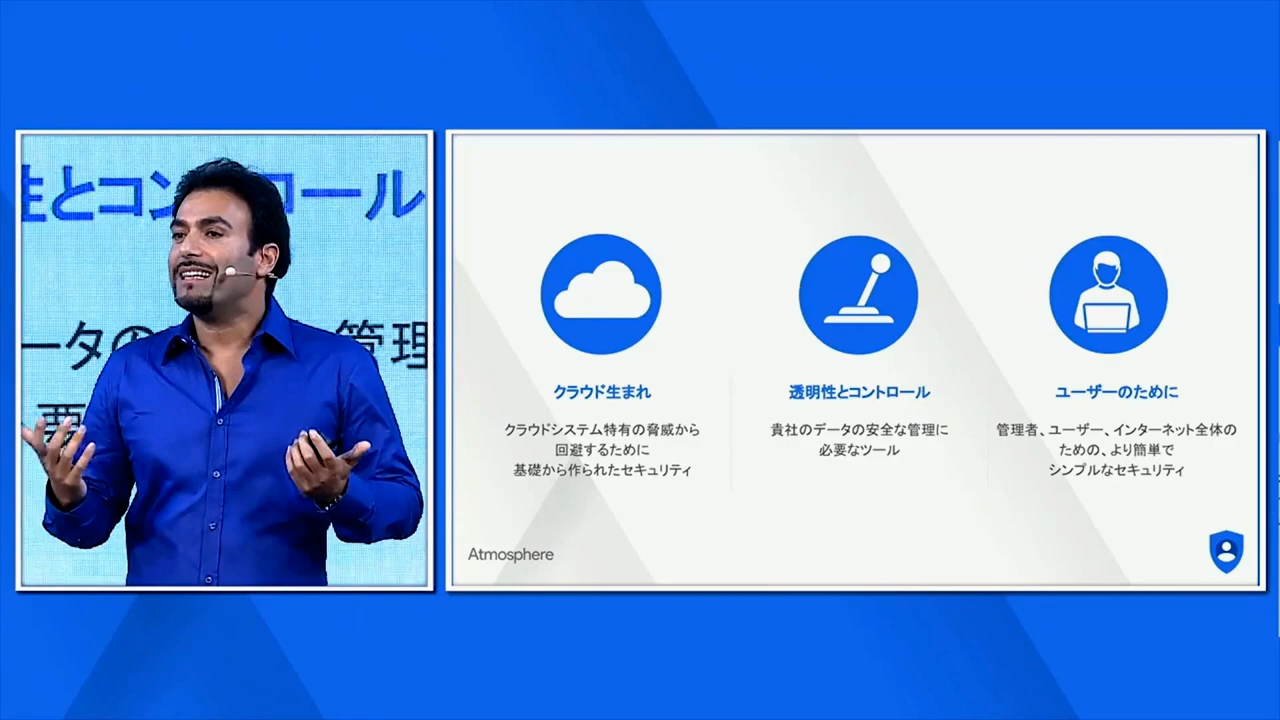 性とコントロール
ータの
管理
要
クラウド生まれ
クラウドシステム特有の脅威から
回避するために
基礎から作られたセキュリティ
透明性とコントロール
貴社のデータの安全な管理に
必要なツール
ユーザーのために
管理者、ユーザー、インターネット全体の
ための、より簡単で
シンプルなセキュリティ
Atmosphere